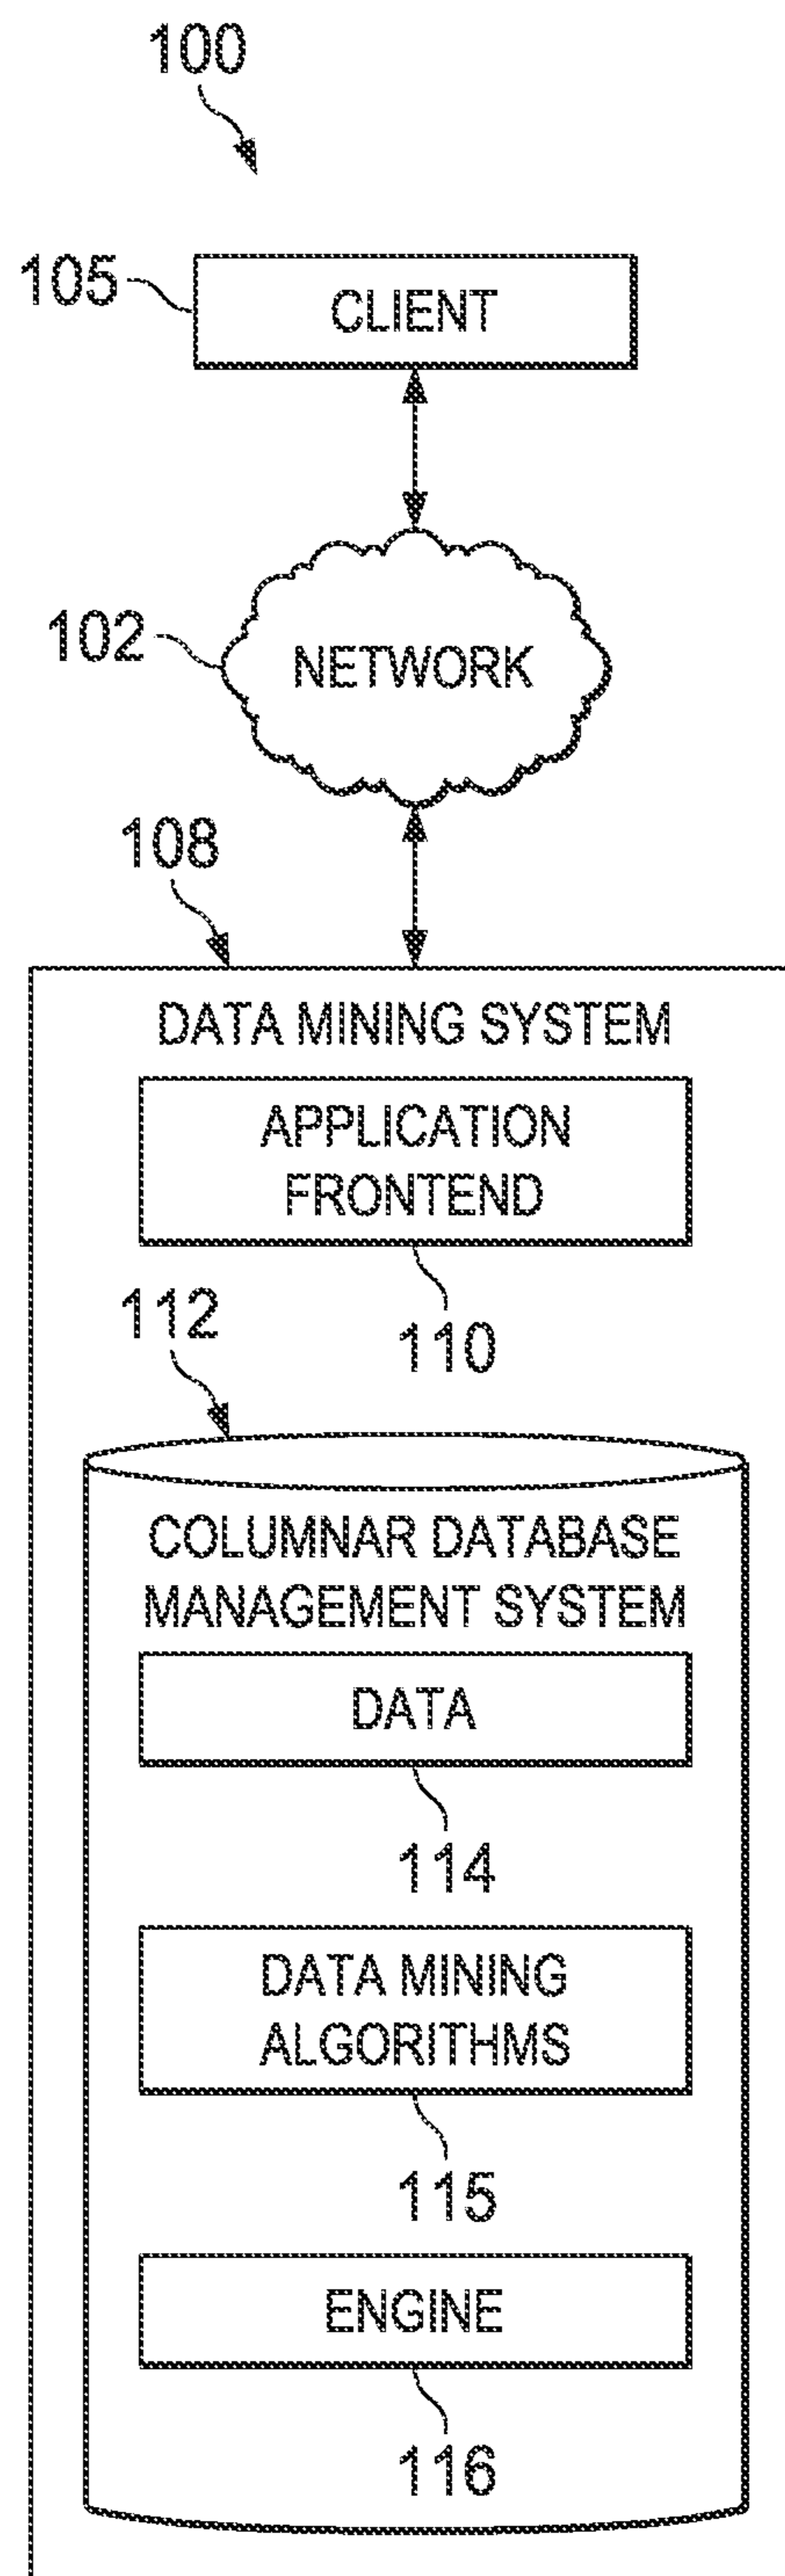 100
105
CLIENT
102
NETWORK
108
DATA MINING SYSTEM
APPLICATION
FRONTEND
110
112
COLUMNAR DATABASE
MANAGEMENT SYSTEM
DATA
114
DATA MINING
ALGORITHMS
115
ENGINE
116